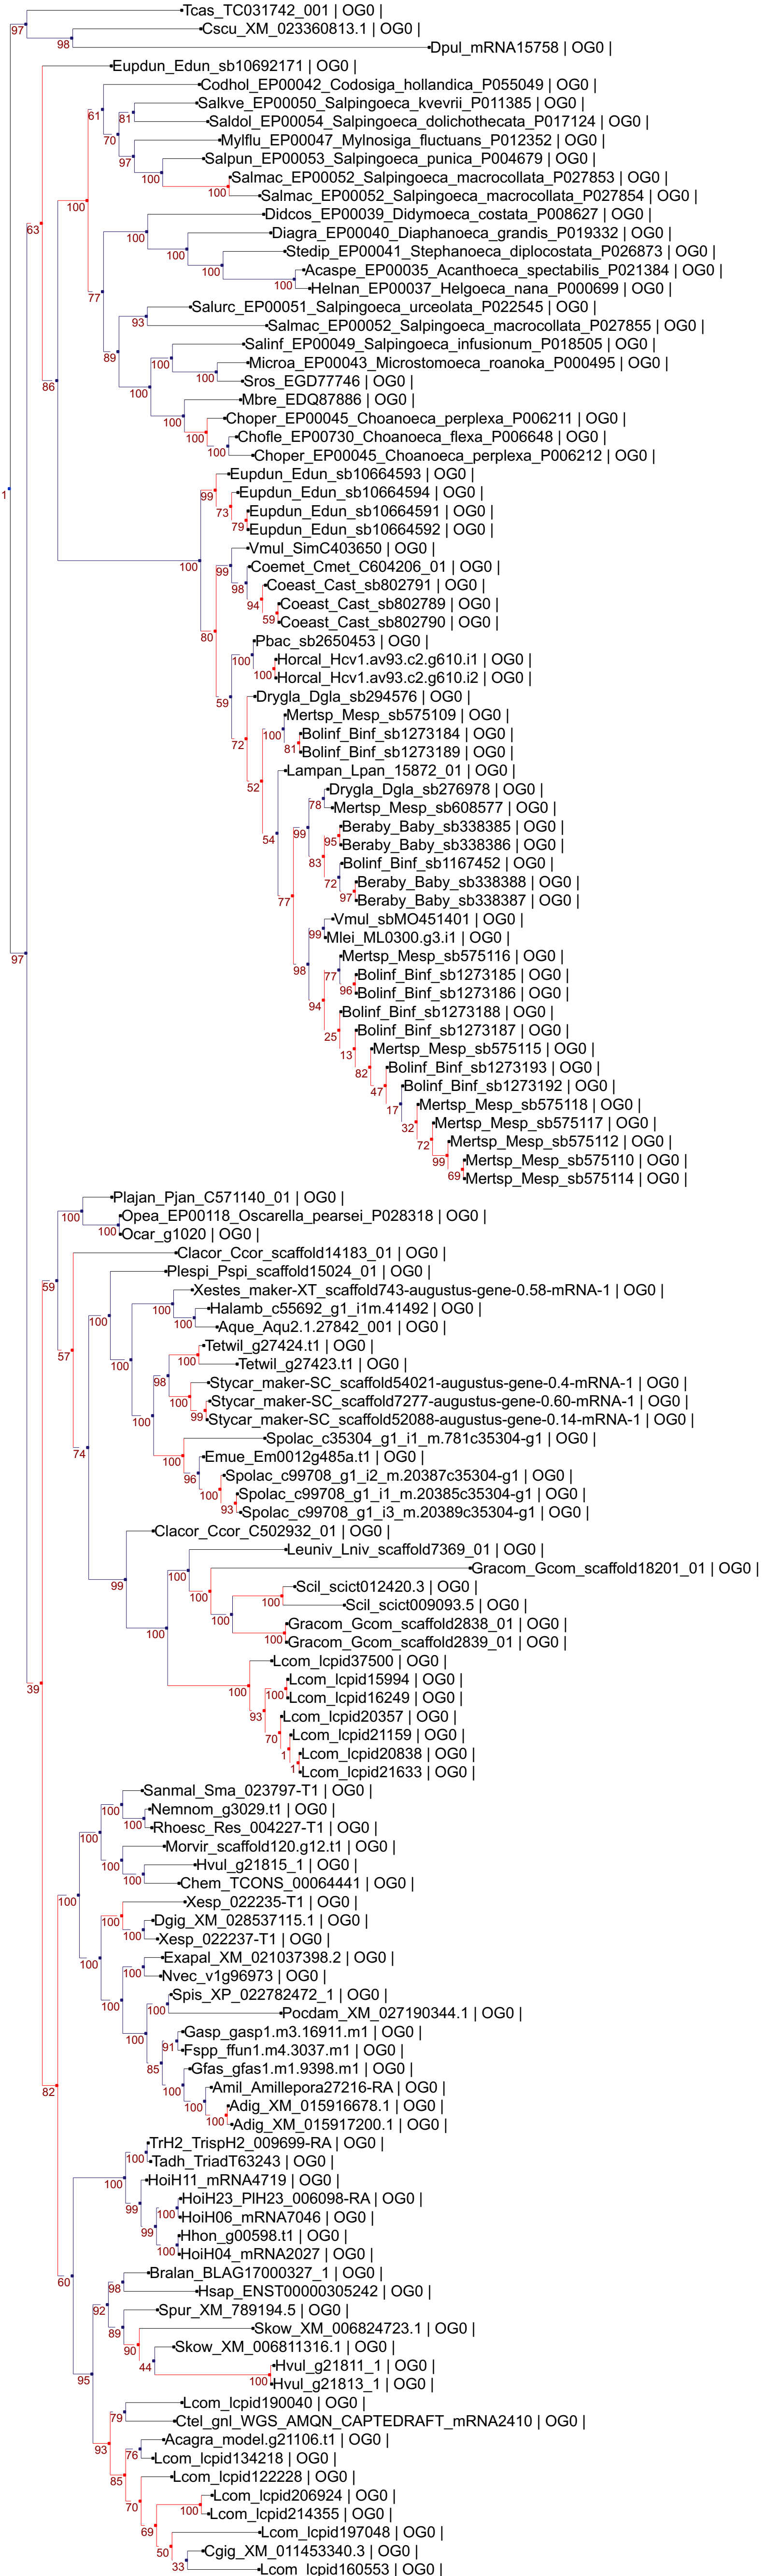 Tcas_TC031742_001 | OG0 |
97
Cscu_XM_023360813.1 | OG0 |
98
Dpul_mRNA15758 | OG0 |
Eupdun_Edun_sb10692171 | OG0 |
Codhol_EP00042_Codosiga_hollandica_P055049 | OG0 |
Salkve_EP00050_Salpingoeca_kvevrii_P011385 | OG0 |
61
81
Saldol_EP00054_Salpingoeca_dolichothecata_P017124 | OG0 |
70
Mylflu_EP00047_Mylnosiga_fluctuans_P012352 | OG0 |
97
Salpun_EP00053_Salpingoeca_punica_P004679 | OG0 |
100
Salmac_EP00052_Salpingoeca_macrocollata_P027853 | OG0 |
100
Salmac_EP00052_Salpingoeca_macrocollata_P027854 | OG0 |
100
Didcos_EP00039_Didymoeca_costata_P008627 | OG0 |
63
Diagra_EP00040_Diaphanoeca_grandis_P019332 | OG0 |
100
Stedip_EP00041_Stephanoeca_diplocostata_P026873 | OG0 |
100
Acaspe_EP00035_Acanthoeca_spectabilis_P021384 | OG0 |
100
100
Helnan_EP00037_Helgoeca_nana_P000699 | OG0 |
77
Salurc_EP00051_Salpingoeca_urceolata_P022545 | OG0 |
93
Salmac_EP00052_Salpingoeca_macrocollata_P027855 | OG0 |
Salinf_EP00049_Salpingoeca_infusionum_P018505 | OG0 |
89
Microa_EP00043_Microstomoeca_roanoka_P000495 | OG0 |
100
100
Sros_EGD77746 | OG0 |
86
100
Mbre_EDQ87886 | OG0 |
Choper_EP00045_Choanoeca_perplexa_P006211 | OG0 |
100
Chofle_EP00730_Choanoeca_flexa_P006648 | OG0 |
100
100
Choper_EP00045_Choanoeca_perplexa_P006212 | OG0 |
Eupdun_Edun_sb10664593 | OG0 |
1
99
Eupdun_Edun_sb10664594 | OG0 |
73
Eupdun_Edun_sb10664591 | OG0 |
79
Eupdun_Edun_sb10664592 | OG0 |
Vmul_SimC403650 | OG0 |
100
99
Coemet_Cmet_C604206_01 | OG0 |
98
Coeast_Cast_sb802791 | OG0 |
94
Coeast_Cast_sb802789 | OG0 |
59
Coeast_Cast_sb802790 | OG0 |
80
Pbac_sb2650453 | OG0 |
100
Horcal_Hcv1.av93.c2.g610.i1 | OG0 |
100
Horcal_Hcv1.av93.c2.g610.i2 | OG0 |
59
Drygla_Dgla_sb294576 | OG0 |
Mertsp_Mesp_sb575109 | OG0 |
100
Bolinf_Binf_sb1273184 | OG0 |
72
81
Bolinf_Binf_sb1273189 | OG0 |
Lampan_Lpan_15872_01 | OG0 |
52
Drygla_Dgla_sb276978 | OG0 |
78
Mertsp_Mesp_sb608577 | OG0 |
Beraby_Baby_sb338385 | OG0 |
99
54
95
Beraby_Baby_sb338386 | OG0 |
83
Bolinf_Binf_sb1167452 | OG0 |
72
Beraby_Baby_sb338388 | OG0 |
97
77
Beraby_Baby_sb338387 | OG0 |
Vmul_sbMO451401 | OG0 |
99
Mlei_ML0300.g3.i1 | OG0 |
97
Mertsp_Mesp_sb575116 | OG0 |
98
77
Bolinf_Binf_sb1273185 | OG0 |
96
Bolinf_Binf_sb1273186 | OG0 |
94
Bolinf_Binf_sb1273188 | OG0 |
25
Bolinf_Binf_sb1273187 | OG0 |
13
Mertsp_Mesp_sb575115 | OG0 |
82
Bolinf_Binf_sb1273193 | OG0 |
47
Bolinf_Binf_sb1273192 | OG0 |
17
Mertsp_Mesp_sb575118 | OG0 |
32
Mertsp_Mesp_sb575117 | OG0 |
72
Mertsp_Mesp_sb575112 | OG0 |
99
Mertsp_Mesp_sb575110 | OG0 |
69
Mertsp_Mesp_sb575114 | OG0 |
Plajan_Pjan_C571140_01 | OG0 |
100
Opea_EP00118_Oscarella_pearsei_P028318 | OG0 |
100
Ocar_g1020 | OG0 |
Clacor_Ccor_scaffold14183_01 | OG0 |
Plespi_Pspi_scaffold15024_01 | OG0 |
59
Xestes_maker-XT_scaffold743-augustus-gene-0.58-mRNA-1 | OG0 |
100
Halamb_c55692_g1_i1m.41492 | OG0 |
100
100
Aque_Aqu2.1.27842_001 | OG0 |
Tetwil_g27424.t1 | OG0 |
57
100
100
Tetwil_g27423.t1 | OG0 |
98
Stycar_maker-SC_scaffold54021-augustus-gene-0.4-mRNA-1 | OG0 |
100
Stycar_maker-SC_scaffold7277-augustus-gene-0.60-mRNA-1 | OG0 |
99
Stycar_maker-SC_scaffold52088-augustus-gene-0.14-mRNA-1 | OG0 |
100
Spolac_c35304_g1_i1_m.781c35304-g1 | OG0 |
74
Emue_Em0012g485a.t1 | OG0 |
100
Spolac_c99708_g1_i2_m.20387c35304-g1 | OG0 |
96
100
Spolac_c99708_g1_i1_m.20385c35304-g1 | OG0 |
93
Spolac_c99708_g1_i3_m.20389c35304-g1 | OG0 |
Clacor_Ccor_C502932_01 | OG0 |
Leuniv_Lniv_scaffold7369_01 | OG0 |
Gracom_Gcom_scaffold18201_01 | OG0 |
100
99
Scil_scict012420.3 | OG0 |
100
100
Scil_scict009093.5 | OG0 |
100
Gracom_Gcom_scaffold2838_01 | OG0 |
100
100
Gracom_Gcom_scaffold2839_01 | OG0 |
Lcom_lcpid37500 | OG0 |
39
Lcom_lcpid15994 | OG0 |
100
100
Lcom_lcpid16249 | OG0 |
93
Lcom_lcpid20357 | OG0 |
70
Lcom_lcpid21159 | OG0 |
1
Lcom_lcpid20838 | OG0 |
1
Lcom_lcpid21633 | OG0 |
Sanmal_Sma_023797-T1 | OG0 |
100
Nemnom_g3029.t1 | OG0 |
100
Rhoesc_Res_004227-T1 | OG0 |
100
Morvir_scaffold120.g12.t1 | OG0 |
100
Hvul_g21815_1 | OG0 |
100
Chem_TCONS_00064441 | OG0 |
100
Xesp_022235-T1 | OG0 |
100
Dgig_XM_028537115.1 | OG0 |
100
Xesp_022237-T1 | OG0 |
100
Exapal_XM_021037398.2 | OG0 |
100
Nvec_v1g96973 | OG0 |
Spis_XP_022782472_1 | OG0 |
100
100
Pocdam_XM_027190344.1 | OG0 |
Gasp_gasp1.m3.16911.m1 | OG0 |
100
91
Fspp_ffun1.m4.3037.m1 | OG0 |
85
Gfas_gfas1.m1.9398.m1 | OG0 |
82
100
Amil_Amillepora27216-RA | OG0 |
100
Adig_XM_015916678.1 | OG0 |
100
Adig_XM_015917200.1 | OG0 |
TrH2_TrispH2_009699-RA | OG0 |
100
Tadh_TriadT63243 | OG0 |
100
HoiH11_mRNA4719 | OG0 |
HoiH23_PlH23_006098-RA | OG0 |
99
100
HoiH06_mRNA7046 | OG0 |
99
Hhon_g00598.t1 | OG0 |
100
HoiH04_mRNA2027 | OG0 |
Bralan_BLAG17000327_1 | OG0 |
60
98
Hsap_ENST00000305242 | OG0 |
92
Spur_XM_789194.5 | OG0 |
Skow_XM_006824723.1 | OG0 |
89
Skow_XM_006811316.1 | OG0 |
90
Hvul_g21811_1 | OG0 |
44
95
100
Hvul_g21813_1 | OG0 |
Lcom_lcpid190040 | OG0 |
79
Ctel_gnl_WGS_AMQN_CAPTEDRAFT_mRNA2410 | OG0 |
Acagra_model.g21106.t1 | OG0 |
93
76
Lcom_lcpid134218 | OG0 |
85
Lcom_lcpid122228 | OG0 |
Lcom_lcpid206924 | OG0 |
70
100
Lcom_lcpid214355 | OG0 |
69
Lcom_lcpid197048 | OG0 |
50
Cgig_XM_011453340.3 | OG0 |
33
Lcom_lcpid160553 | OG0 |